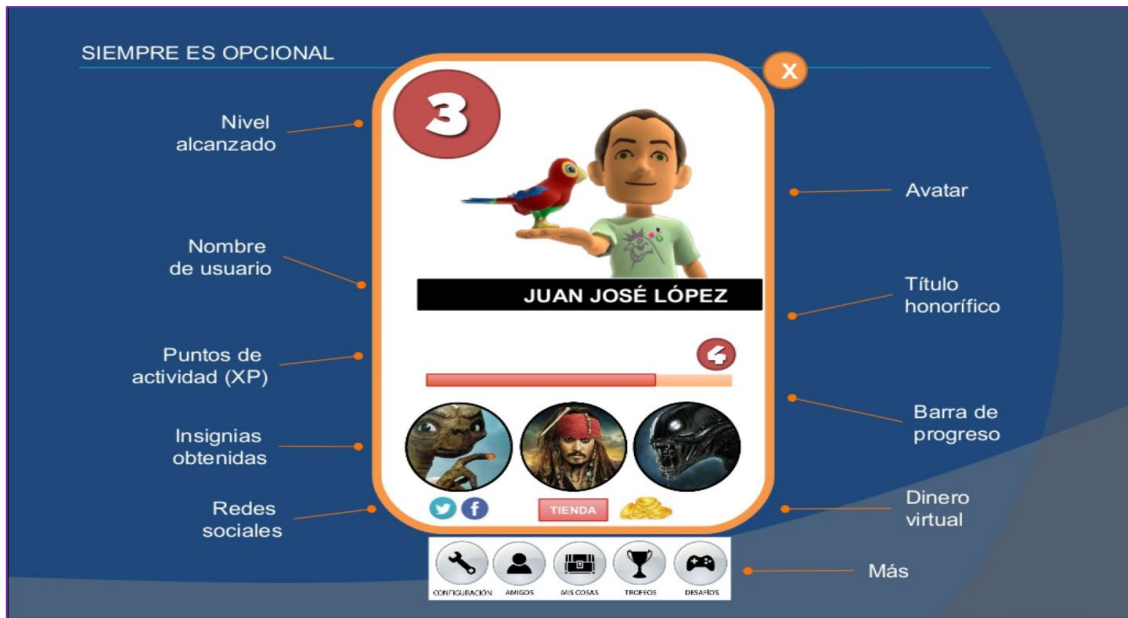 SIEMPRE ES OPCIONAL
X
3
Nivel
alcanzado
Avatar
Nombre
de usuario
JUAN JOSÉ LÓPEZ
Título
honorífico
Puntos de
actividad (XP)
4
Barra de
progreso
Insignias
obtenidas
Redes
sociales
f
TIENDA
Dinero
virtual
CONFIGURACIÓN
AMIGOS
MIS COSAS
TROFEOS
DESAFÍOS
Más